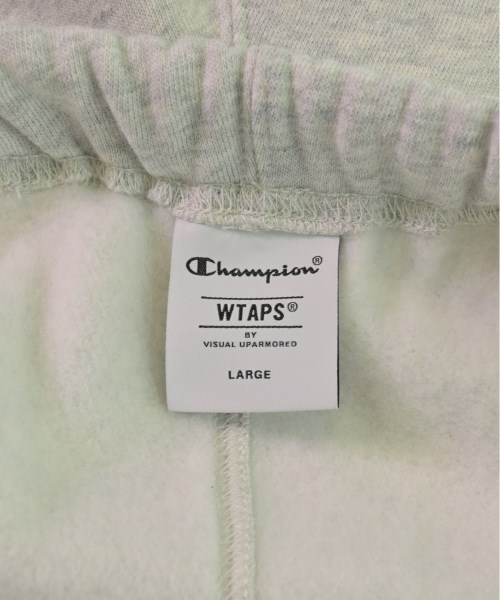 Champion®
WTAPS®
BY
VISUAL UPARMORED
LARGE